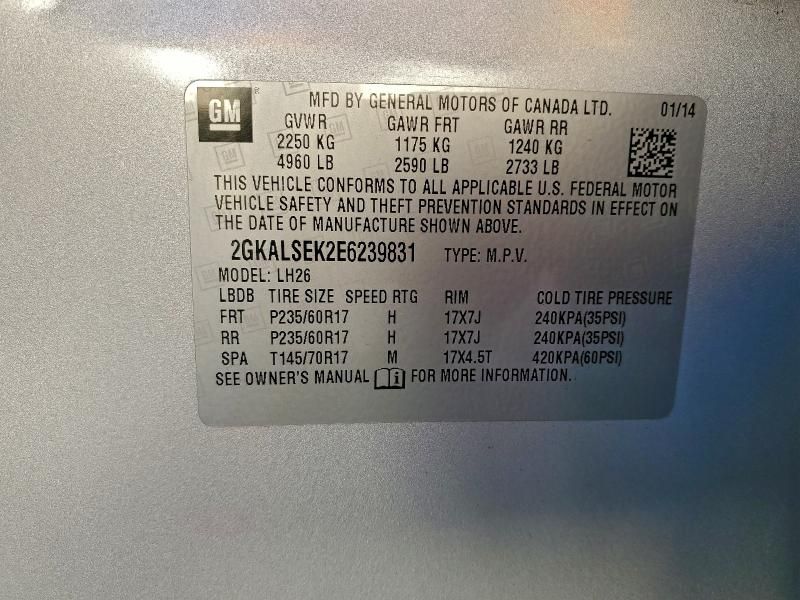 GM ® MFD BY GENERAL MOTORS OF CANADA LTD. 01/14
GVWR GAWR FRT GAWR RR
2250 KG 1175 KG 1240 KG
4960 LB 2590 LB 2733 LB
THIS VEHICLE CONFORMS TO ALL APPLICABLE U.S. FEDERAL MOTOR
VEHICLE SAFETY AND THEFT PREVENTION STANDARDS IN EFFECT ON
THE DATE OF MANUFACTURE SHOWN ABOVE.
2GKALSEK2E6239831 TYPE: M.P.V.
MODEL: LH26
LBDB TIRE SIZE SPEED RTG RIM COLD TIRE PRESSURE
FRT P235/60R17 H 17X7J 240KPA(35PSI)
RR P235/60R17 H 17X7J 240KPA(35PSI)
SPA T145/70R17 M 17X4.5T 420KPA(60PSI)
SEE OWNER'S MANUAL i FOR MORE INFORMATION.